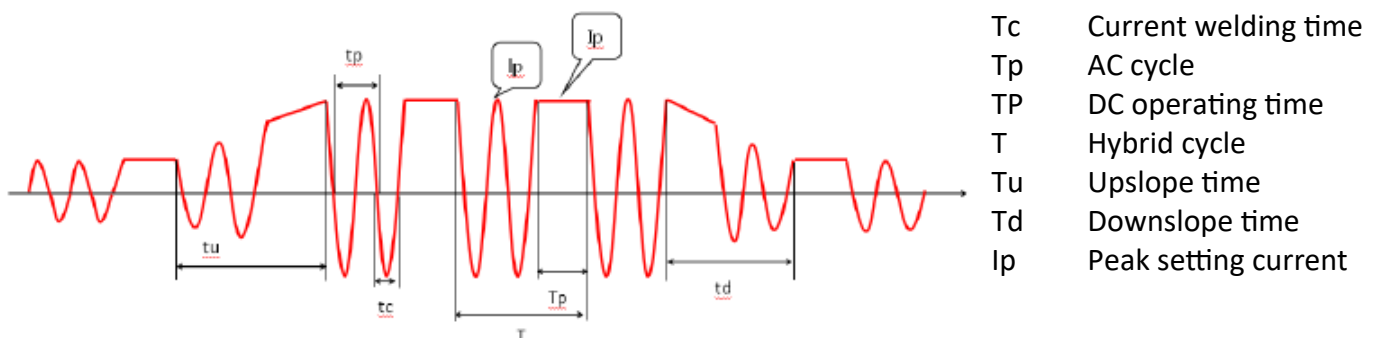 tp
Ip
Ip
tu
tc
Tp
T
td
Tc Current welding time
Tp AC cycle
TP DC operating time
T Hybrid cycle
Tu Upslope time
Td Downslope time
Ip Peak setting current